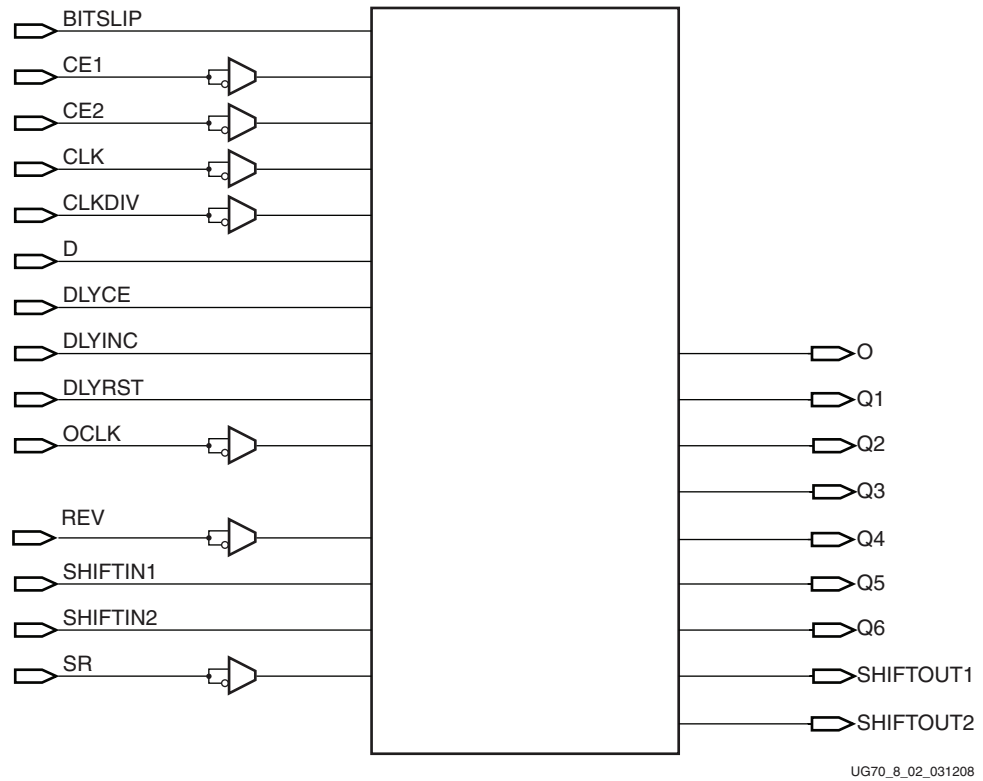 BITSLIP
CE1
CE2
CLK
CLKDIV
D
DLYCE
DLYINC
DLYRST
OCLK
REV
SHIFTIN1
SHIFTIN2
SR
O
Q1
Q2
Q3
Q4
Q5
Q6
SHIFTOUT1
SHIFTOUT2
UG70_8_02_031208